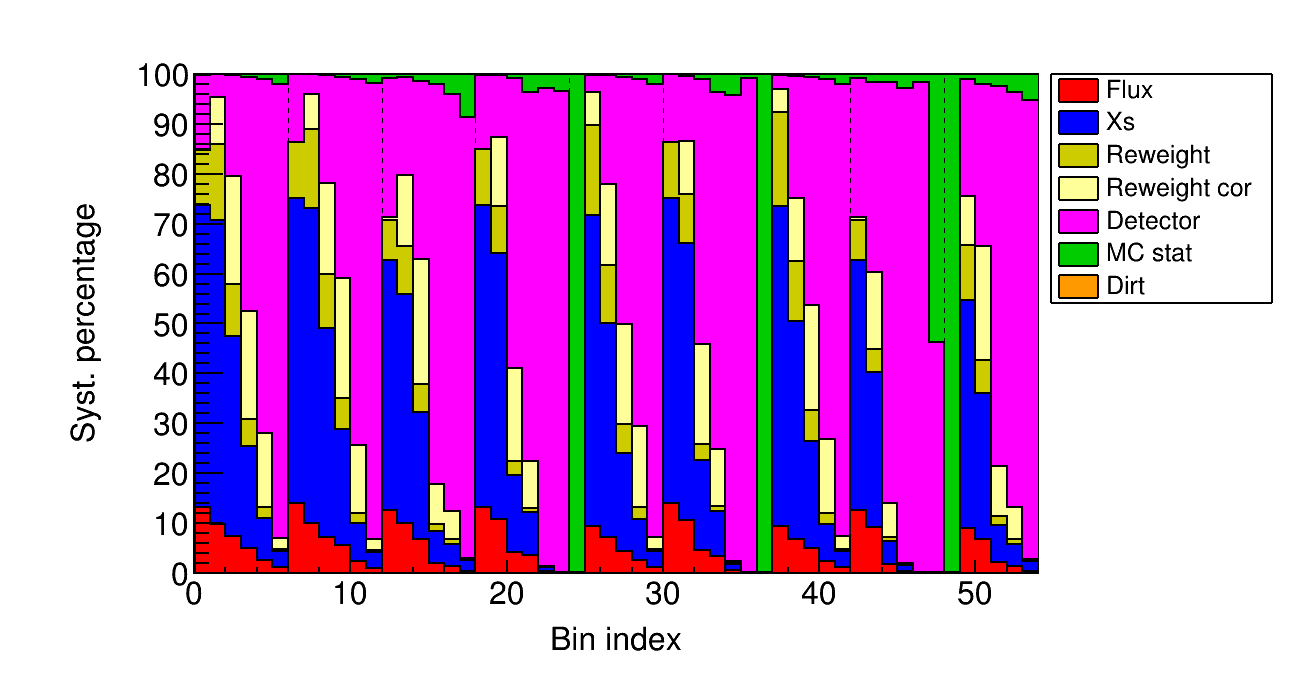 Syst. percentage
100
90
80
70
60
50
40
30
20
10
0
0 10 20 30 40 50
Bin index
Flux
Xs
Reweight
Reweight cor
Detector
MC stat
Dirt